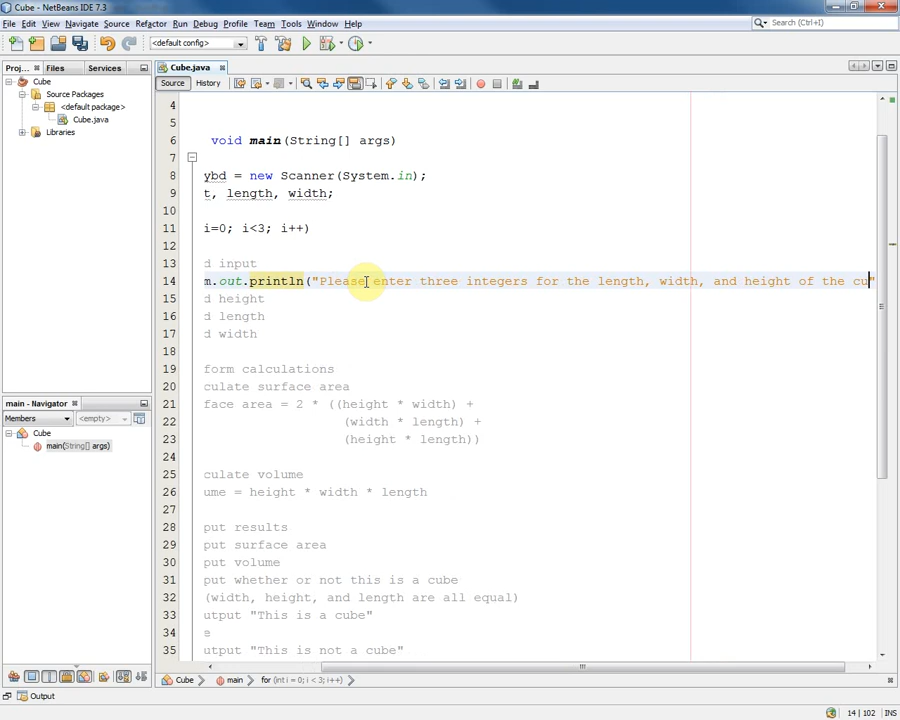 Cube - NetBeans IDE 7.3
File Edit View Navigate Source Refactor Run Debug Profile Team Tools Window Help
<default config>
Search (Ctrl+I)
Proj... Files Services
Cube
Source Packages
<default package>
Cube.java
Libraries
Cube.java
Source History
4
5
6 void main(String[] args)
7
8 ybd = new Scanner(System.in);
9 t, length, width;
10
11 i=0; i<3; i++)
12
13 d input
14 m.out.println("Please enter three integers for the length, width, and height of the cu"
15 d height
16 d length
17 d width
18
19 form calculations
20 culate surface area
21 face area = 2 * ((height * width) +
22 (width * length) +
23 (height * length))
24
25 culate volume
26 ume = height * width * length
27
28 put results
29 put surface area
30 put volume
31 put whether or not this is a cube
32 (width, height, and length are all equal)
33 utput "This is a cube"
34 e
35 utput "This is not a cube"
main - Navigator
Members <empty>
Cube
main(String[] args)
Cube main for (int i = 0; i < 3; i++)
Output
14 | 102 INS